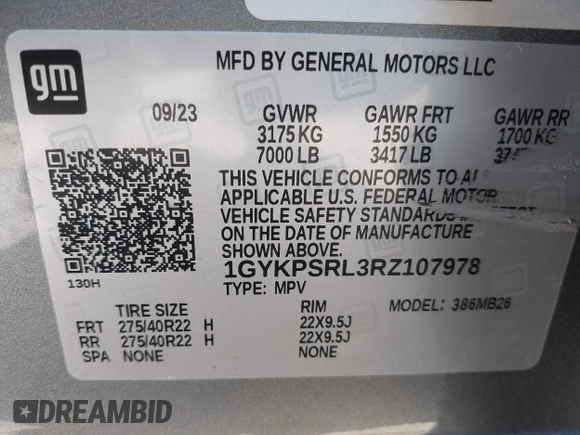 gm
MFD BY GENERAL MOTORS LLC
09/23 GVWR GAWR FRT GAWR RR
3175 KG 1550 KG 1700 KG
7000 LB 3417 LB
THIS VEHICLE CONFORMS TO
APPLICABLE U.S. FEDERAL MOTOR
VEHICLE SAFETY STANDARDS
ON THE DATE OF MANUFACTURE
SHOWN ABOVE.
1GYKPSRL3RZ107978
130H
TYPE: MPV
TIRE SIZE RIM MODEL: 386MB26
FRT 275/40R22 H 22X9.5J
RR 275/40R22 H 22X9.5J
SPA NONE NONE
DREAMBID